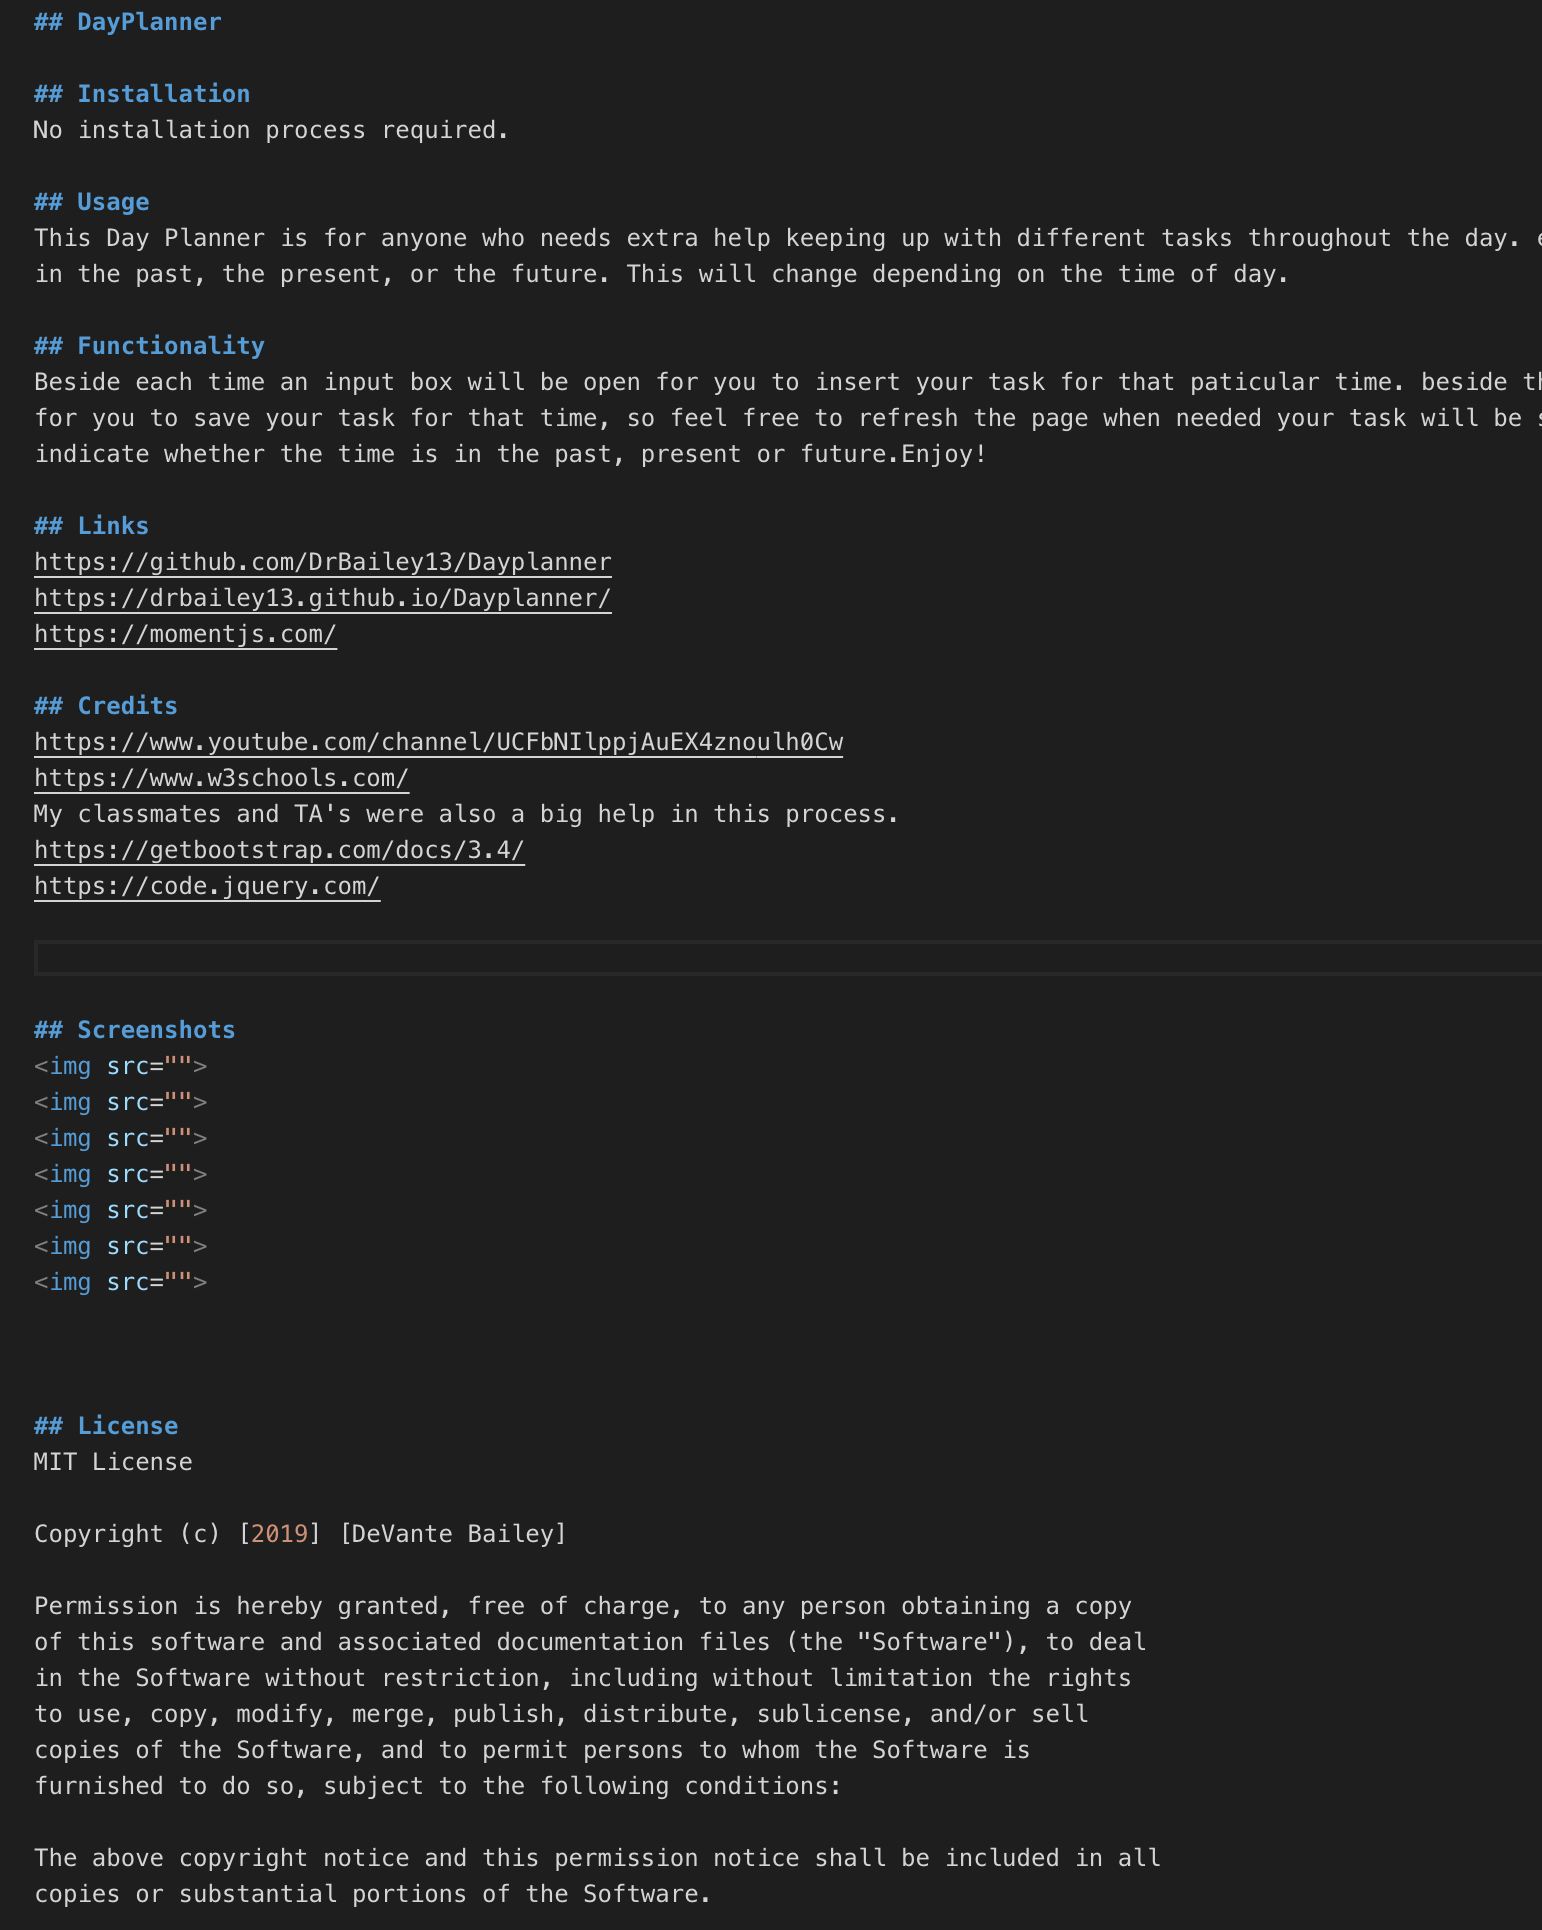 ## DayPlanner
## Installation
No installation process required.
## Usage
This Day Planner is for anyone who needs extra help keeping up with different tasks throughout the day.
in the past, the present, or the future. This will change depending on the time of day.
## Functionality
Beside each time an input box will be open for you to insert your task for that paticular time. beside
for you to save your task for that time, so feel free to refresh the page when needed your task will be
indicate whether the time is in the past, present or future.Enjoy!
## Links
https://github.com/DrBailey13/Dayplanner
https://drbailey13.github.io/Dayplanner/
https://momentjs.com/
## Credits
https://www.youtube.com/channel/UCFbNIlppjAuEX4znoulh0Cw
https://www.w3schools.com/
My classmates and TA's were also a big help in this process.
https://getbootstrap.com/docs/3.4/
https://code.jquery.com/
## Screenshots
<img src="">
<img src="">
<img src="">
<img src="">
<img src="">
<img src="">
<img src="">
## License
MIT License
Copyright (c) [2019] [DeVante Bailey]
Permission is hereby granted, free of charge, to any person obtaining a copy
of this software and associated documentation files (the "Software"), to deal
in the Software without restriction, including without limitation the rights
to use, copy, modify, merge, publish, distribute, sublicense, and/or sell
copies of the Software, and to permit persons to whom the Software is
furnished to do so, subject to the following conditions:
The above copyright notice and this permission notice shall be included in all
copies or substantial portions of the Software.